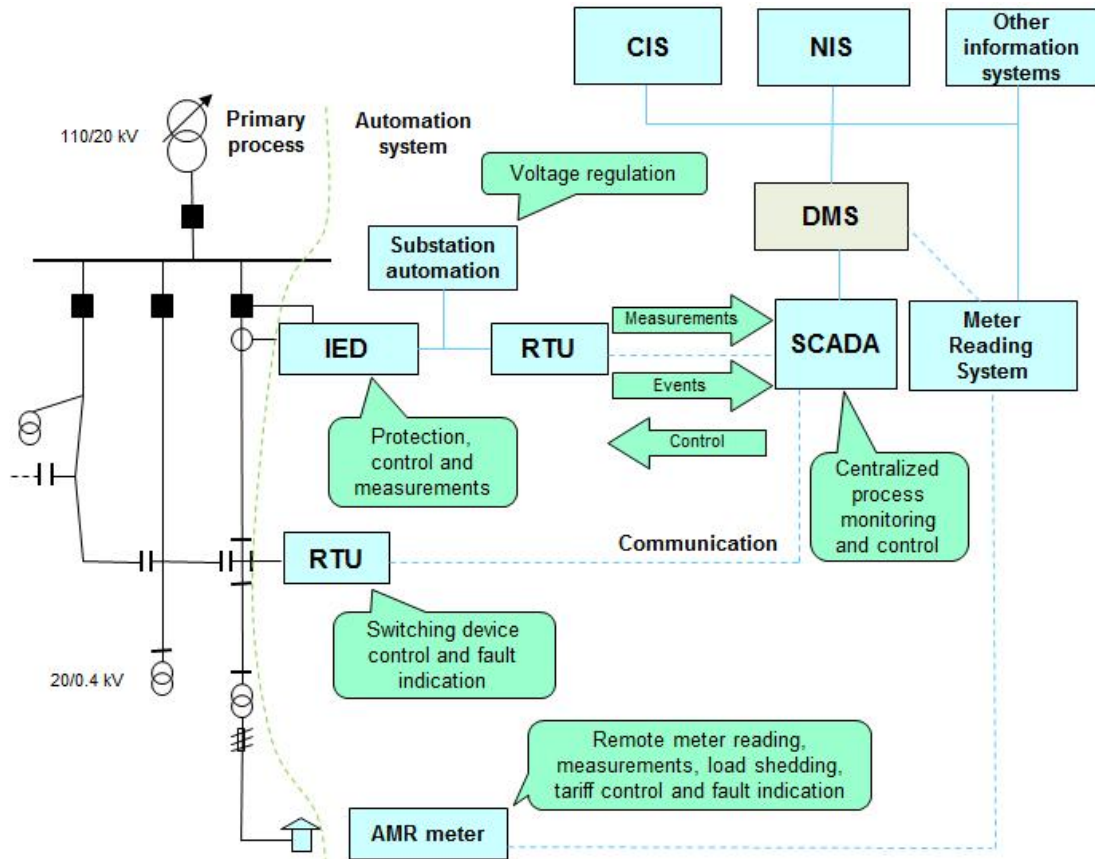 CIS
NIS
Other
information
systems
110/20 kV
Primary
process
Automation
system
Voltage regulation
DMS
Substation
automation
IED
RTU
Measurements
Events
Control
SCADA
Meter
Reading
System
Protection,
control and
measurements
Centralized
process
monitoring
and control
RTU
Communication
Switching device
control and fault
indication
20/0.4 kV
Remote meter reading,
measurements, load shedding,
tariff control and fault indication
AMR meter